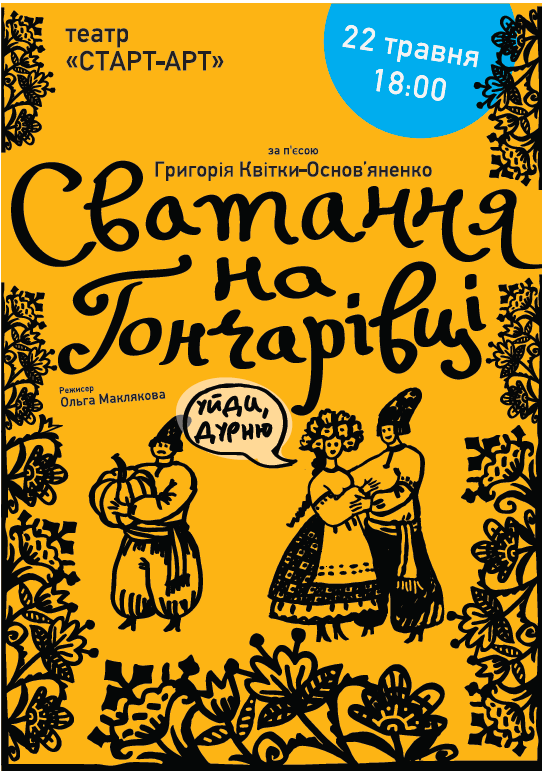 театр
«СТАРТ-АРТ»
22 травня
18:00
за п'єсою
Григорія Квітки-Основ'яненко
Сватання
на
Гончарівці
Режисер
Ольга Маклякова
УЙДИ,
ДУРНЮ